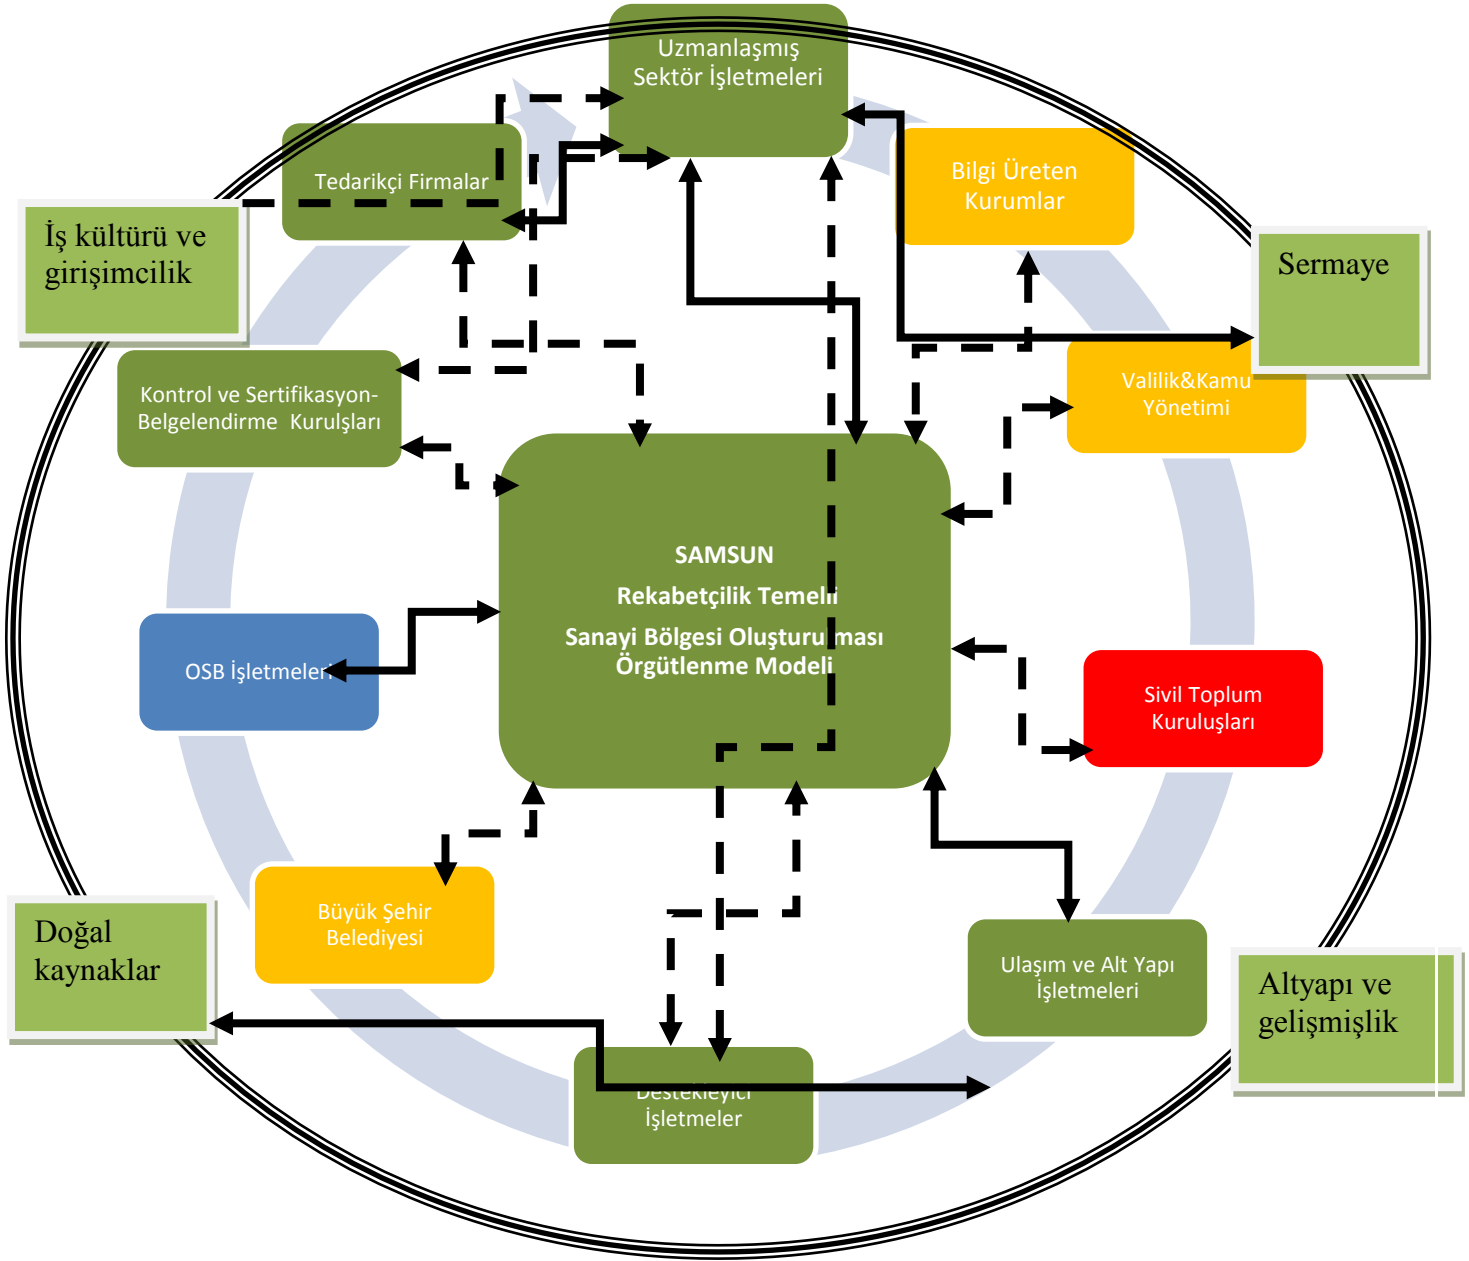 Uzmanlaşmış
Sektör İşletmeleri
Tedarikçi Firmalar
Bilgi Üreten
Kurumlar
İş kültürü ve
girişimcilik
Sermaye
Kontrol ve Sertifikasyon-
Belgelendirme Kurulşları
Valilik&Kamu
Yönetimi
SAMSUN
Rekabetçilik Temelli
Sanayi Bölgesi Oluşturulması
Örgütlenme Modeli
OSB İşletmeleri
Sivil Toplum
Kuruluşları
Büyük Şehir
Belediyesi
Doğal
kaynaklar
Ulaşım ve Alt Yapı
İşletmeleri
Altyapı ve
gelişmişlik
Destekleyici
İşletmeler